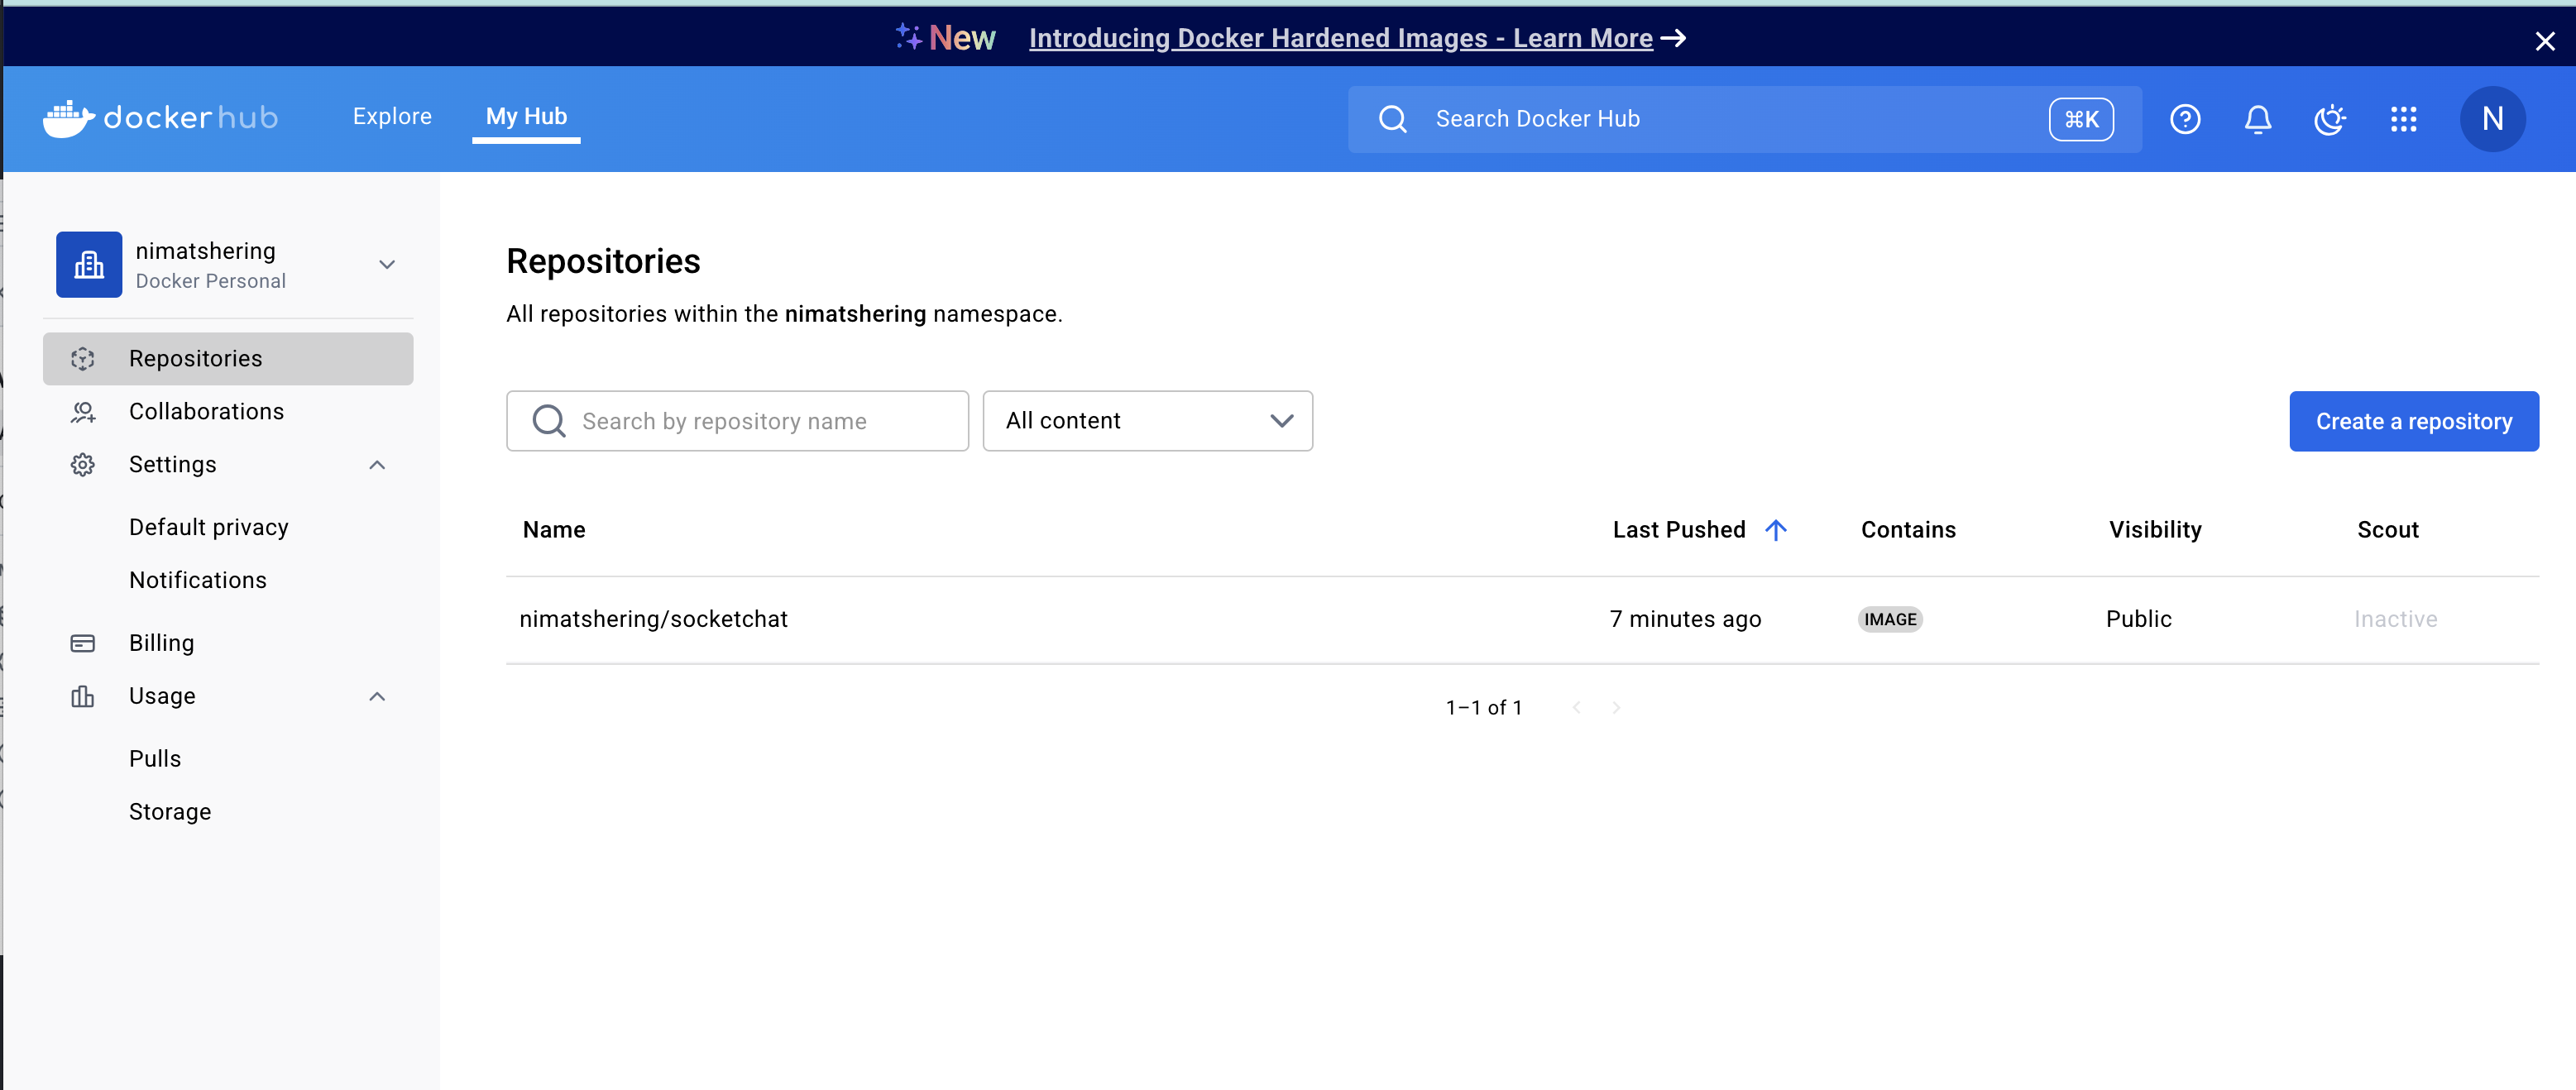 New Introducing Docker Hardened Images - Learn More
dockerhub
Explore
My Hub
Search Docker Hub
⌘K
N
nimatshering
Docker Personal
Repositories
Collaborations
Settings
Default privacy
Notifications
Billing
Usage
Pulls
Storage
Repositories
All repositories within the nimatshering namespace.
Search by repository name
All content
Create a repository
Name Last Pushed Contains Visibility Scout
nimatshering/socketchat 7 minutes ago IMAGE Public Inactive
1–1 of 1